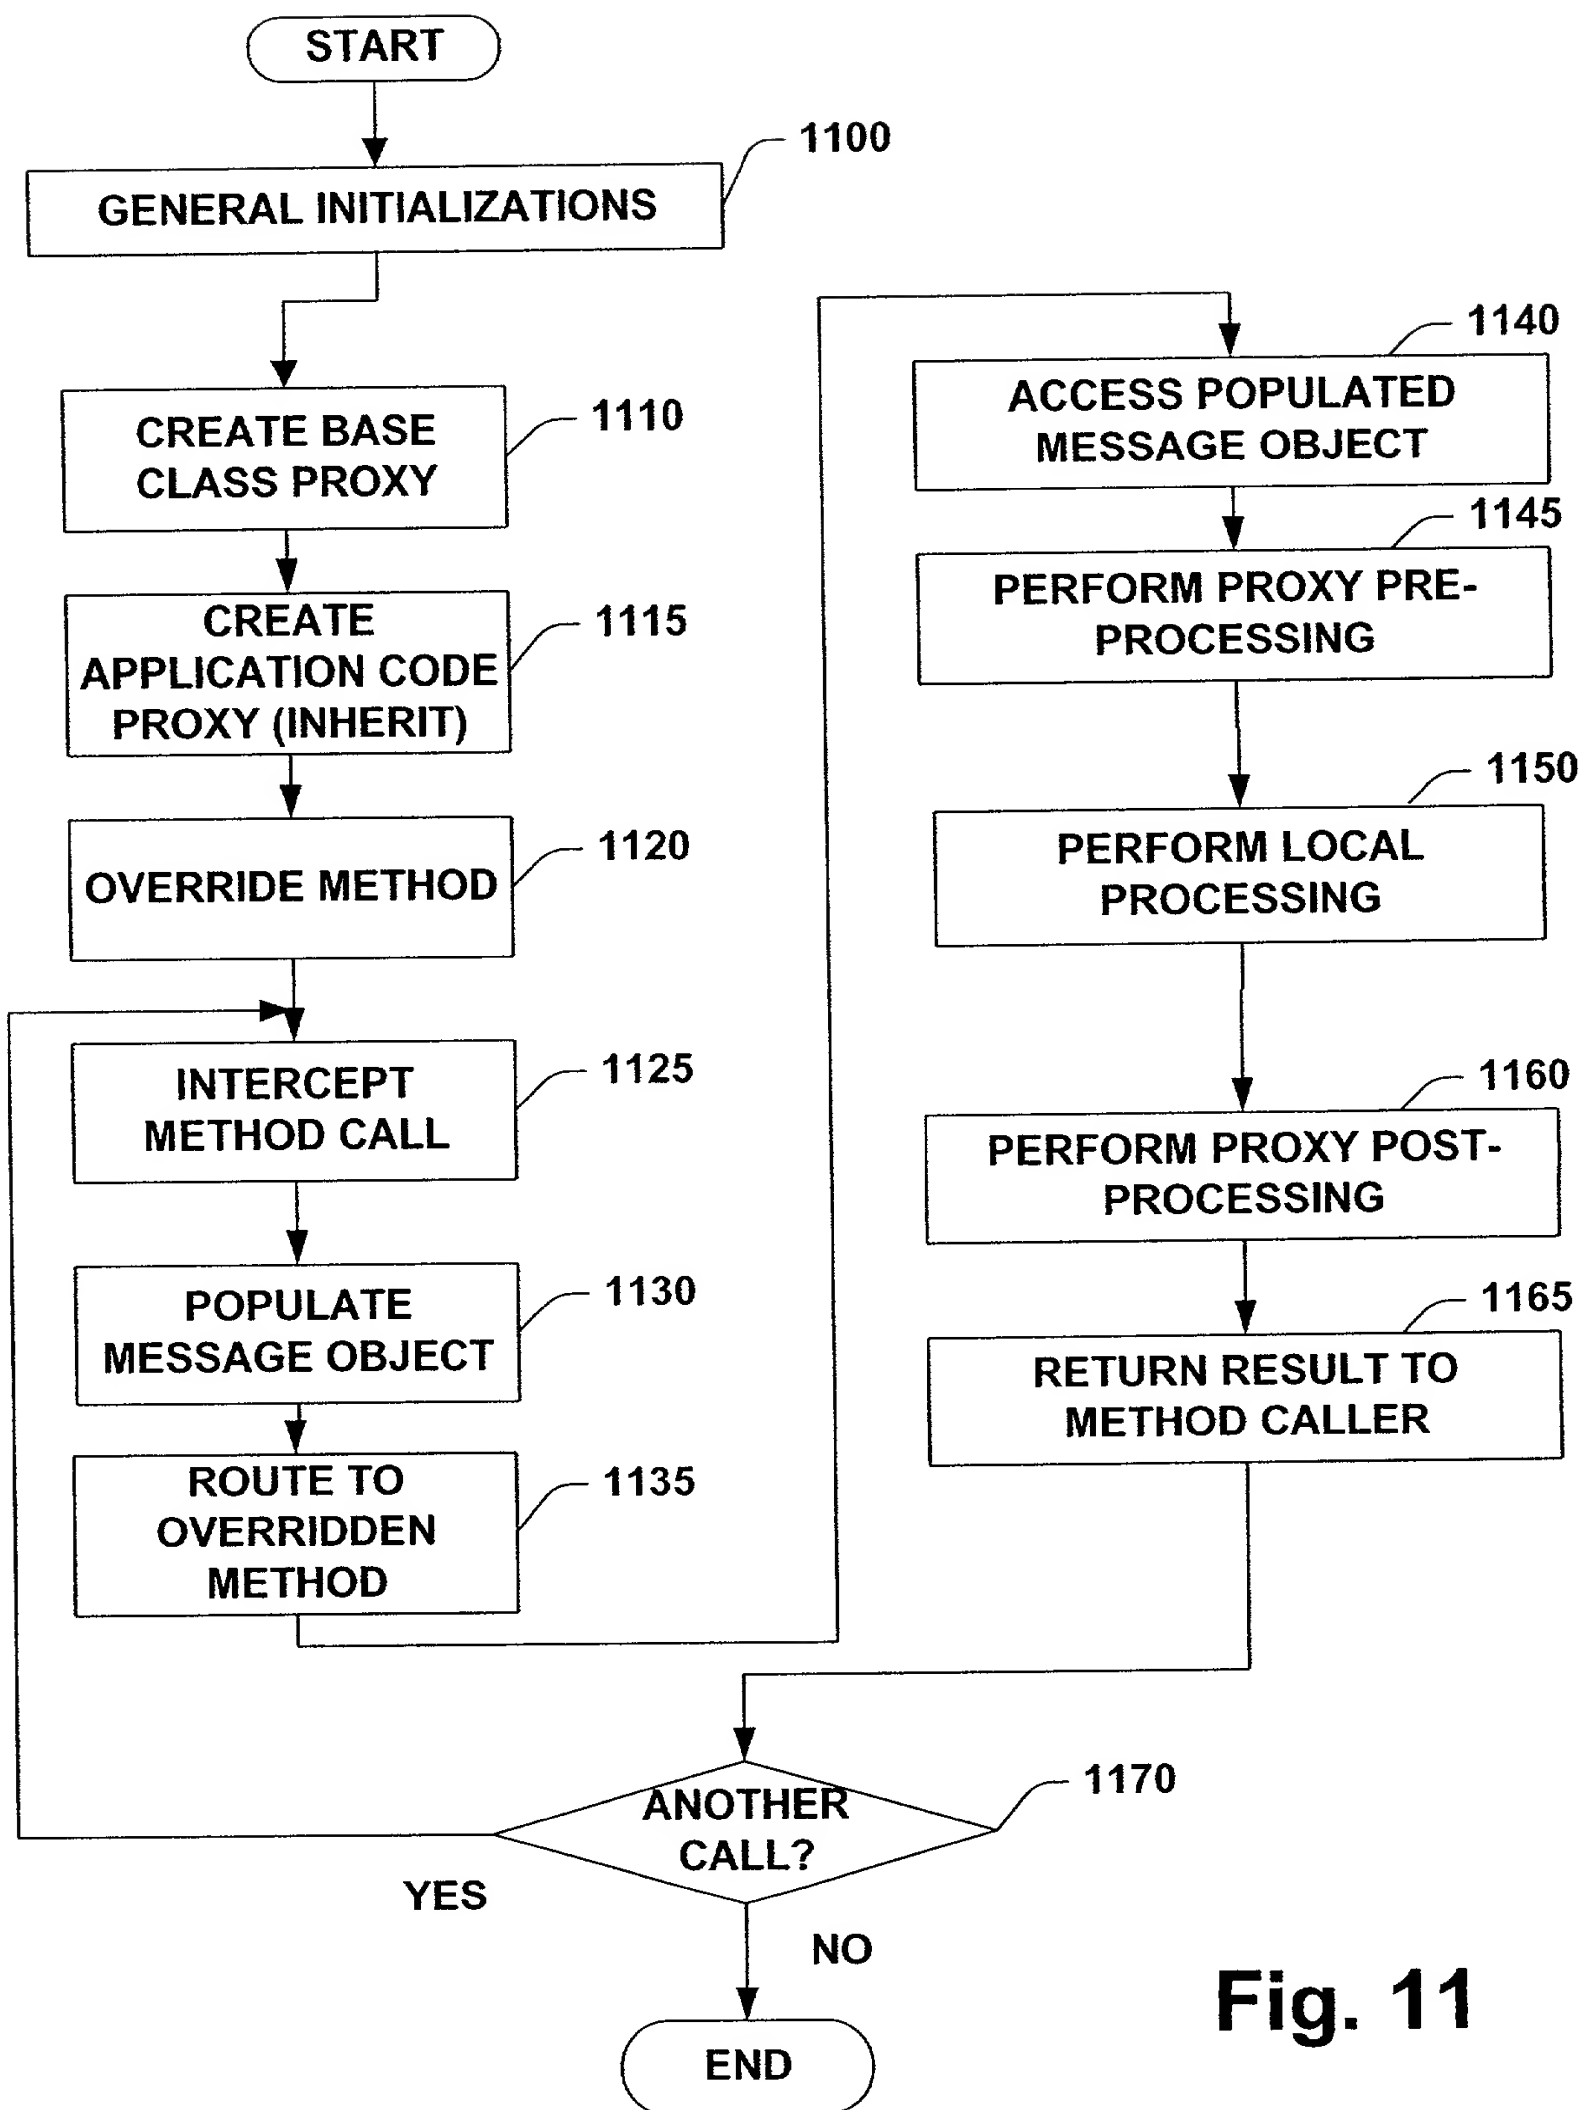 START
1100
GENERAL INITIALIZATIONS
1110
CREATE BASE
CLASS PROXY
1115
CREATE
APPLICATION CODE
PROXY (INHERIT)
1120
OVERRIDE METHOD
1125
INTERCEPT
METHOD CALL
1130
POPULATE
MESSAGE OBJECT
1135
ROUTE TO
OVERRIDDEN
METHOD
1140
ACCESS POPULATED
MESSAGE OBJECT
1145
PERFORM PROXY PRE-
PROCESSING
1150
PERFORM LOCAL
PROCESSING
1160
PERFORM PROXY POST-
PROCESSING
1165
RETURN RESULT TO
METHOD CALLER
1170
ANOTHER
CALL?
YES
NO
END
Fig. 11